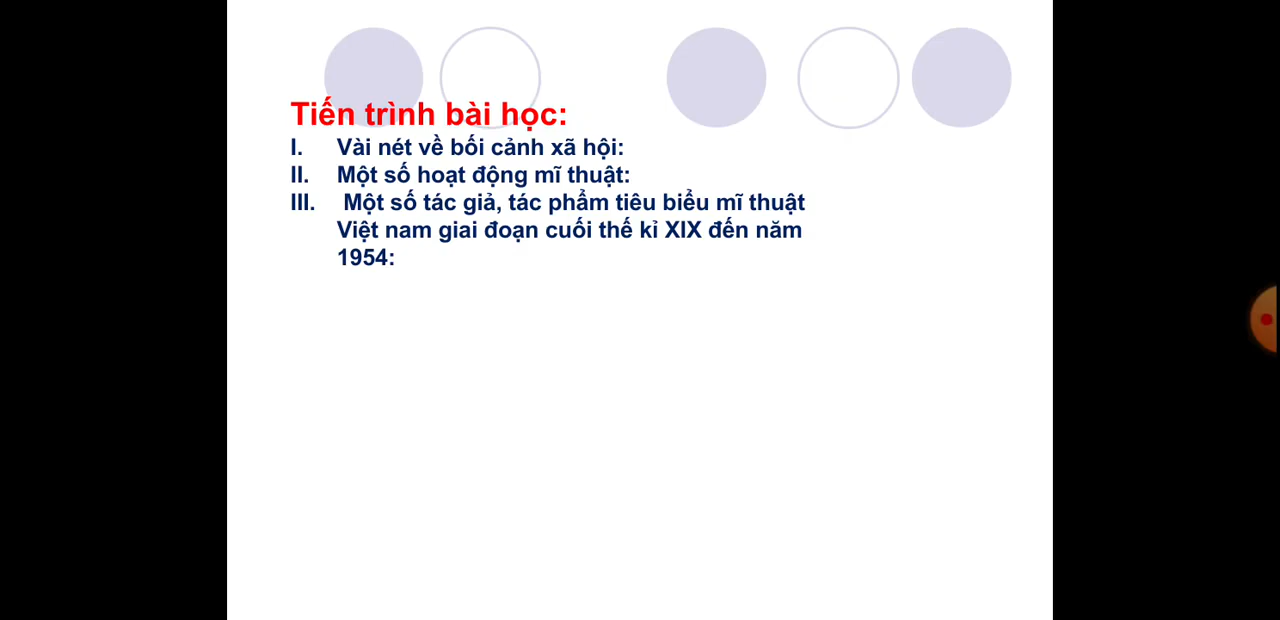 Tiến trình bài học:
I. Vài nét về bối cảnh xã hội:
II. Một số hoạt động mĩ thuật:
III. Một số tác giả, tác phẩm tiêu biểu mĩ thuật
Việt nam giai đoạn cuối thế kỉ XIX đến năm
1954: